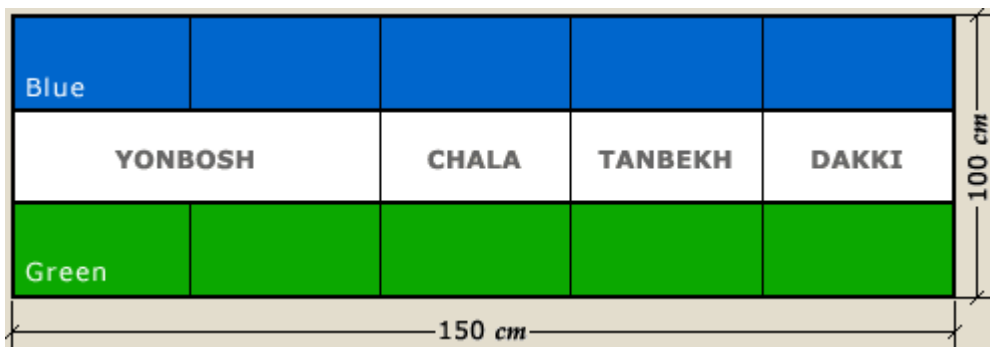 Blue
YONBOSH CHALA TANBEKH DAKKI
Green
100 cm
150 cm